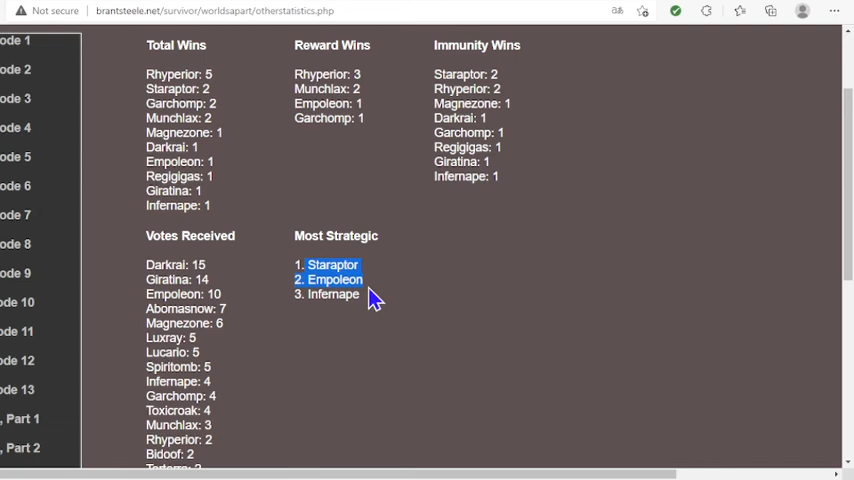 Not secure | brantsteele.net/survivor/worldsapart/otherstatistics.php
ode 1
ode 2
ode 3
ode 4
ode 5
ode 6
ode 7
ode 8
ode 9
ode 10
ode 11
ode 12
ode 13
, Part 1
, Part 2
Total Wins
Rhyperior: 5
Staraptor: 2
Garchomp: 2
Munchlax: 2
Magnezone: 1
Darkrai: 1
Empoleon: 1
Regigigas: 1
Giratina: 1
Infernape: 1
Reward Wins
Rhyperior: 3
Munchlax: 2
Empoleon: 1
Garchomp: 1
Immunity Wins
Staraptor: 2
Rhyperior: 2
Magnezone: 1
Darkrai: 1
Garchomp: 1
Regigigas: 1
Giratina: 1
Infernape: 1
Votes Received
Darkrai: 15
Giratina: 14
Empoleon: 10
Abomasnow: 7
Magnezone: 6
Luxray: 5
Lucario: 5
Spiritomb: 5
Infernape: 4
Garchomp: 4
Toxicroak: 4
Munchlax: 3
Rhyperior: 2
Bidoof: 2
Torterra: 2
Most Strategic
1. Staraptor
2. Empoleon
3. Infernape